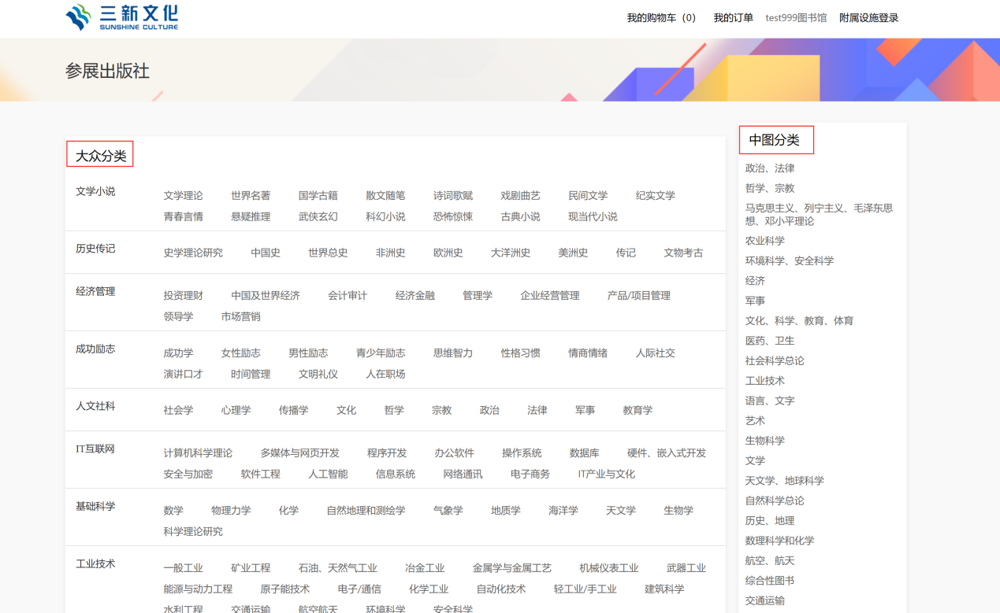 三新文化
SUNSHINE CULTURE
我的购物车（0） 我的订单 test999图书馆 附属设施登录
参展出版社
大众分类
文学小说
文学理论 世界名著 国学古籍 散文随笔 诗词歌赋 戏剧曲艺 民间文学 纪实文学
青春言情 悬疑推理 武侠玄幻 科幻小说 恐怖惊悚 古典小说 现当代小说
历史传记
史学理论研究 中国史 世界总史 非洲史 欧洲史 大洋洲史 美洲史 传记 文物考古
经济管理
投资理财 中国及世界经济 会计审计 经济金融 管理学 企业经营管理 产品/项目管理
领导学 市场营销
成功励志
成功学 女性励志 男性励志 青少年励志 思维智力 性格习惯 情商情绪 人际社交
演讲口才 时间管理 文明礼仪 人在职场
人文社科
社会学 心理学 传播学 文化 哲学 宗教 政治 法律 军事 教育学
IT互联网
计算机科学理论 多媒体与网页开发 程序开发 办公软件 操作系统 数据库 硬件、嵌入式开发
安全与加密 软件工程 人工智能 信息系统 网络通讯 电子商务 IT产业与文化
基础科学
数学 物理力学 化学 自然地理和测绘学 气象学 地质学 海洋学 天文学 生物学
科学理论研究
工业技术
一般工业 矿业工程 石油、天然气工业 冶金工业 金属学与金属工艺 机械仪表工业 武器工业
能源与动力工程 原子能技术 电子/通信 化学工业 自动化技术 轻工业/手工业 建筑科学
水利工程 交通运输 航空航天 环境科学 安全科学
中图分类
政治、法律
哲学、宗教
马克思主义、列宁主义、毛泽东思
想、邓小平理论
农业科学
环境科学、安全科学
经济
军事
文化、科学、教育、体育
医药、卫生
社会科学总论
工业技术
语言、文字
艺术
生物科学
文学
天文学、地球科学
自然科学总论
历史、地理
数理科学和化学
航空、航天
综合性图书
交通运输